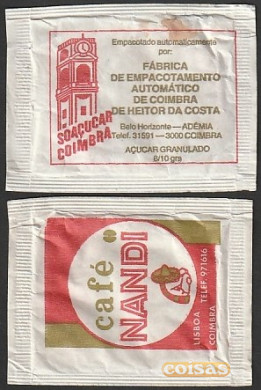 Empacotado automaticamente
por:
FÁBRICA
DE EMPACOTAMENTO
AUTOMÁTICO
DE COIMBRA
DE HEITOR DA COSTA
Belo Horizonte — ADÉMIA
Telef. 31591 — 3000 COIMBRA
AÇUCAR GRANULADO
8/10 grs
SOAÇUCAR
COIMBRA
café
NANDI
LISBOA TELEF. 971616
COIMBRA
coisas